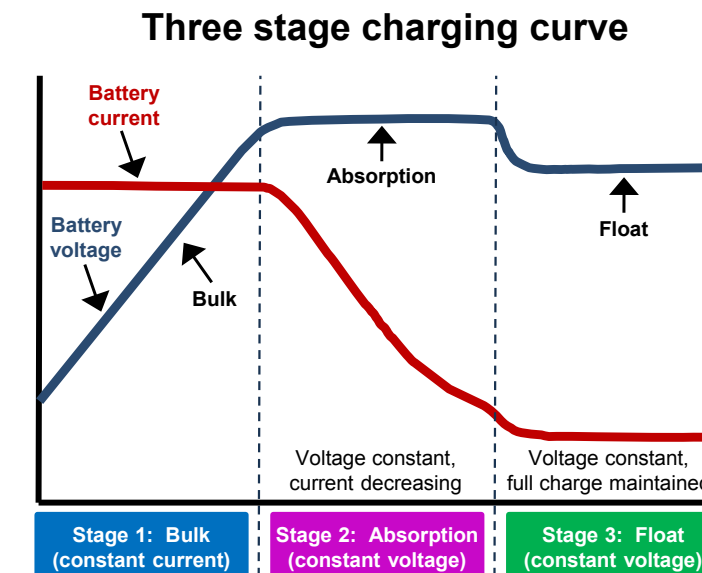 Three stage charging curve
Battery
current
Absorption
Battery
voltage
Float
Bulk
Voltage constant,
current decreasing
Voltage constant,
full charge maintained
Stage 1: Bulk
(constant current)
Stage 2: Absorption
(constant voltage)
Stage 3: Float
(constant voltage)